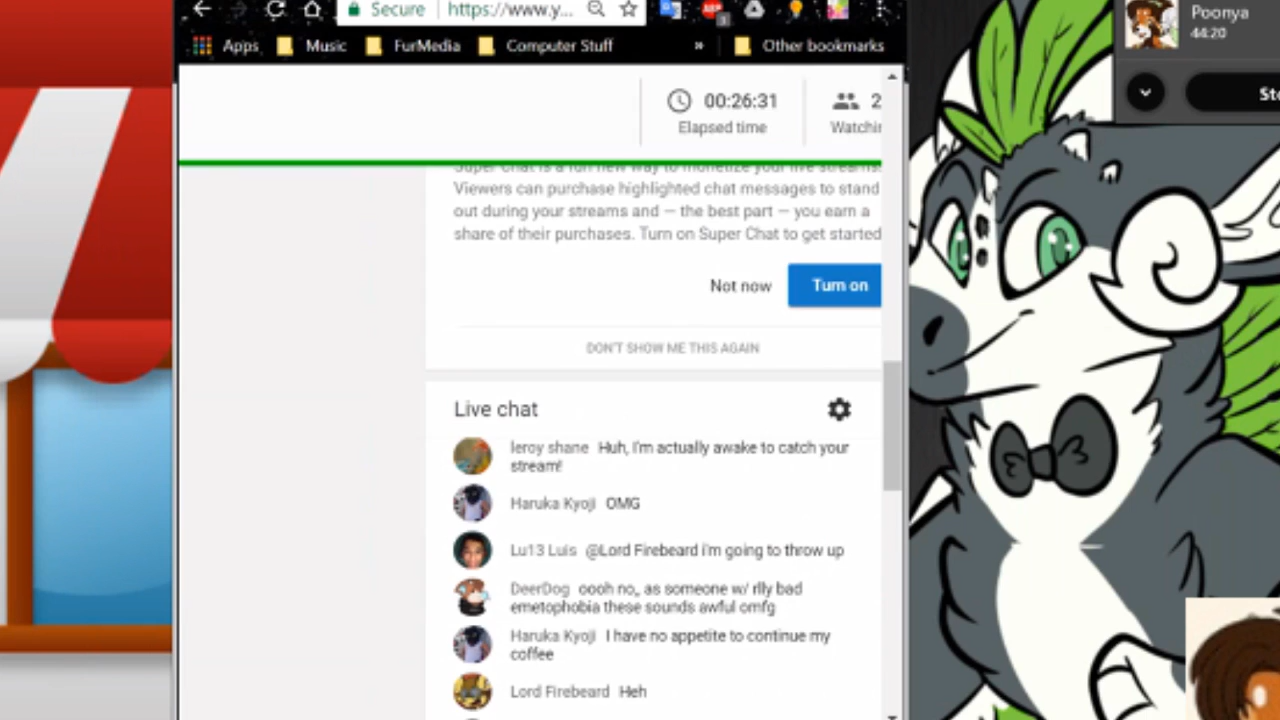 Secure https://www.y...
Poonya
44:20
Apps Music FurMedia Computer Stuff » Other bookmarks
Sto
00:26:31 2
Elapsed time Watchin
Super Chat is a fun new way to monetize your live streams.
Viewers can purchase highlighted chat messages to stand
out during your streams and — the best part — you earn a
share of their purchases. Turn on Super Chat to get started
Not now Turn on
DON'T SHOW ME THIS AGAIN
Live chat
leroy shane Huh, I'm actually awake to catch your
stream!
Haruka Kyoji OMG
Lu13 Luis @Lord Firebeard i'm going to throw up
DeerDog oooh no,, as someone w/ rlly bad
emetophobia these sounds awful omfg
Haruka Kyoji I have no appetite to continue my
coffee
Lord Firebeard Heh